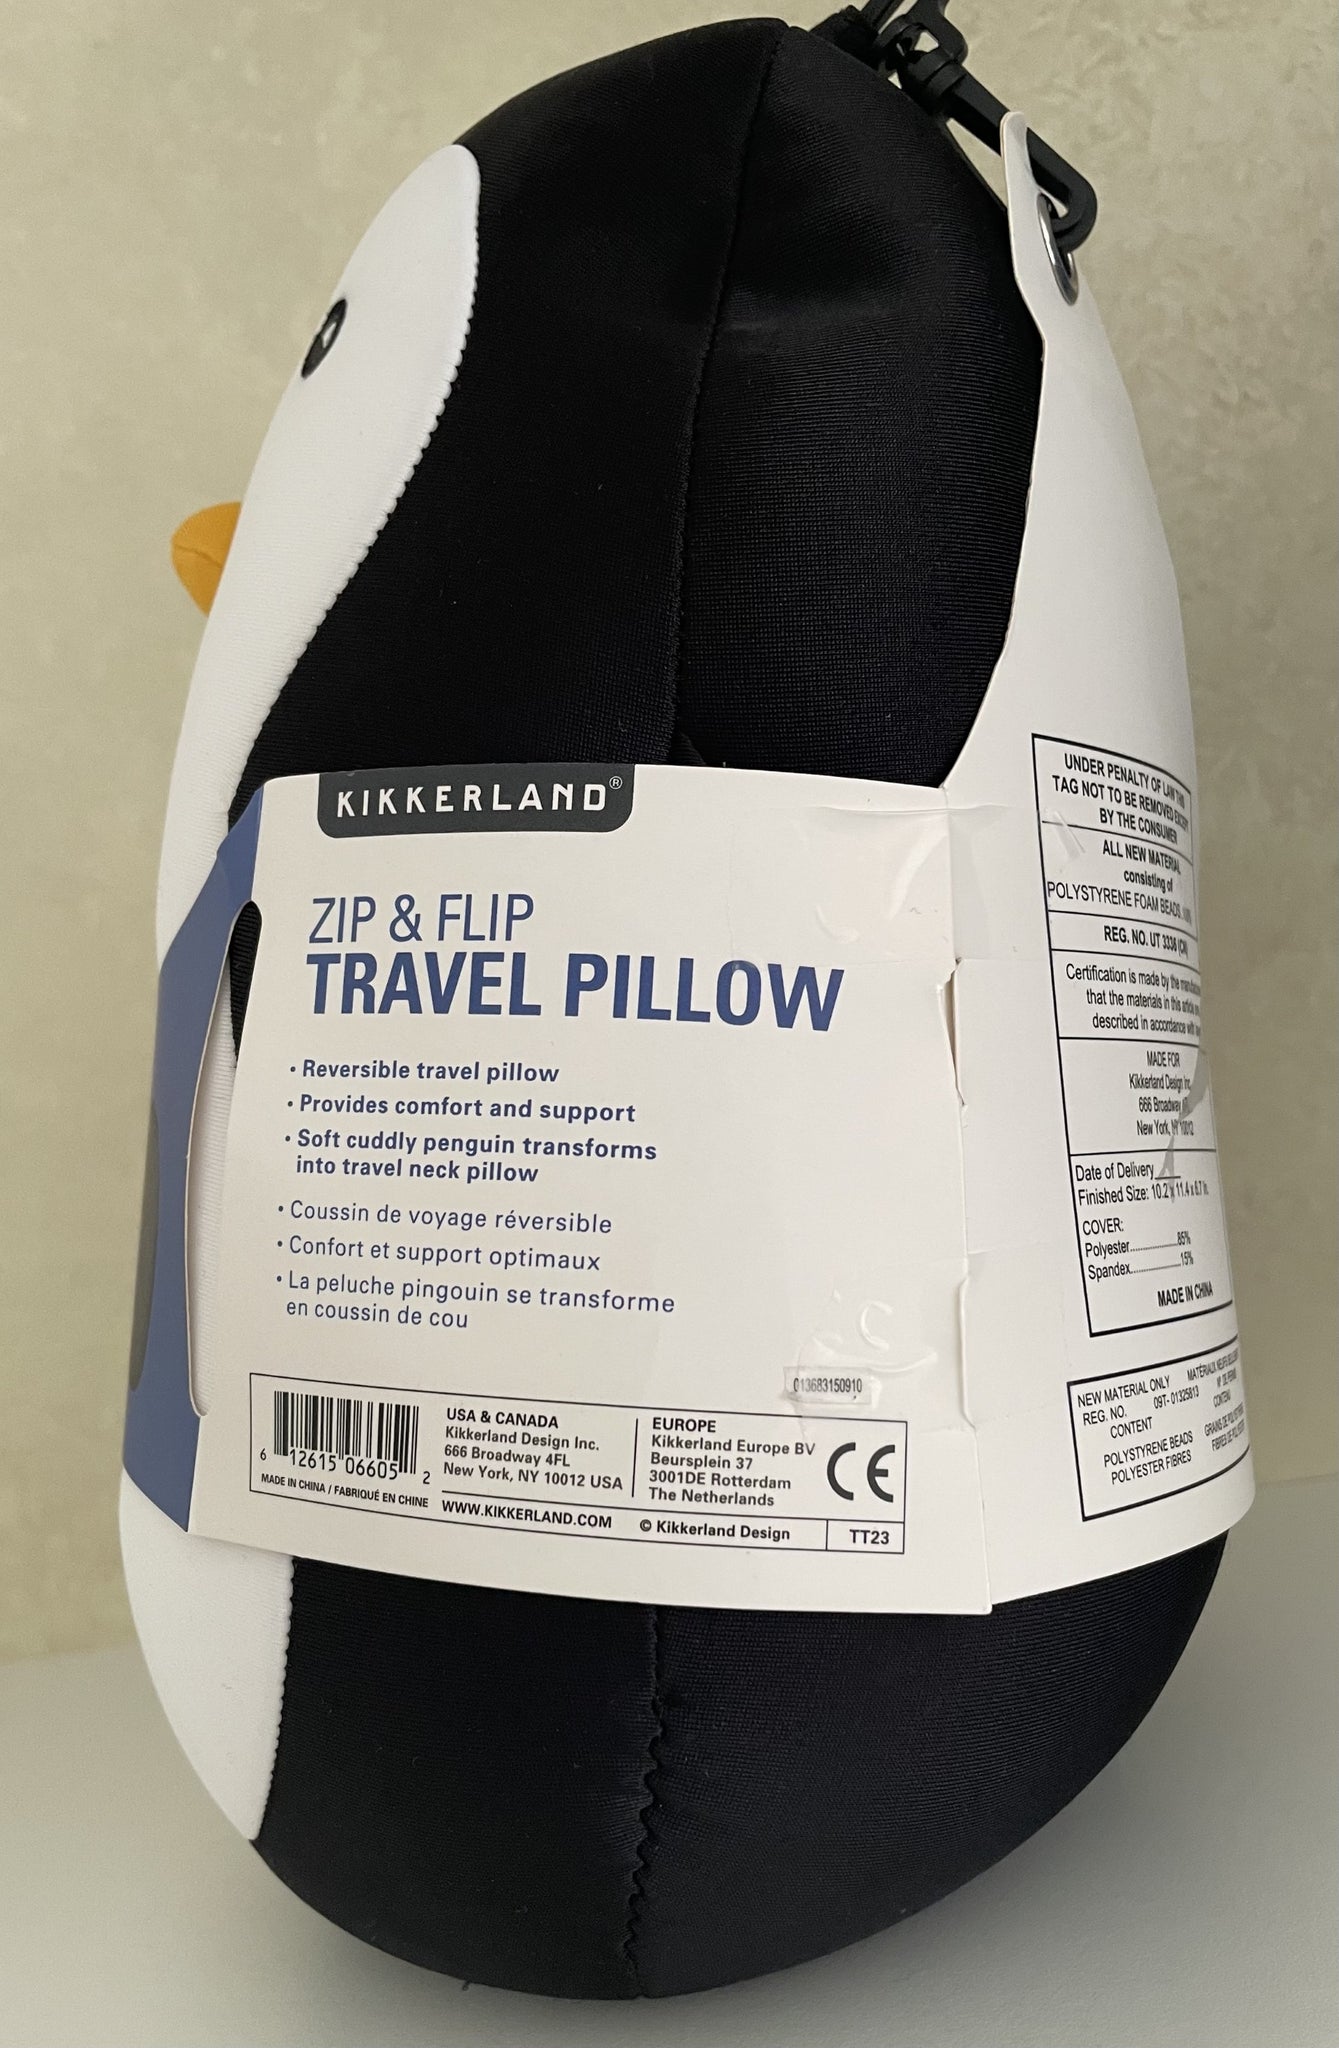 KIKKERLAND®
ZIP & FLIP
TRAVEL PILLOW
• Reversible travel pillow
• Provides comfort and support
• Soft cuddly penguin transforms
into travel neck pillow
• Coussin de voyage réversible
• Confort et support optimaux
• La peluche pingouin se transforme
en coussin de cou
013683150910
6 12615 06605 2
MADE IN CHINA / FABRIQUÉ EN CHINE
USA & CANADA
Kikkerland Design Inc.
666 Broadway 4FL
New York, NY 10012 USA
WWW.KIKKERLAND.COM
EUROPE
Kikkerland Europe BV
Beursplein 37
3001DE Rotterdam
The Netherlands
CE
© Kikkerland Design
TT23
UNDER PENALTY OF LAW THIS
TAG NOT TO BE REMOVED EXCEPT
BY THE CONSUMER
ALL NEW MATERIAL
consisting of
POLYSTYRENE FOAM BEADS
REG. NO. UT 3336 (CN)
Certification is made by the
that the materials in this article
described in accordance with
MADE FOR
Kikkerland Design Inc.
666 Broadway
New York, NY 10012
Date of Delivery
Finished Size: 10.2 x 11.4 x 6.7 in.
COVER:
Polyester..............85%
Spandex...............15%
MADE IN CHINA
NEW MATERIAL ONLY
REG. NO. 09T-01325813
CONTENT
POLYSTYRENE BEADS
POLYESTER FIBRES
MATÉRIAUX NEUFS
Nº DE PERMIS
CONTENU